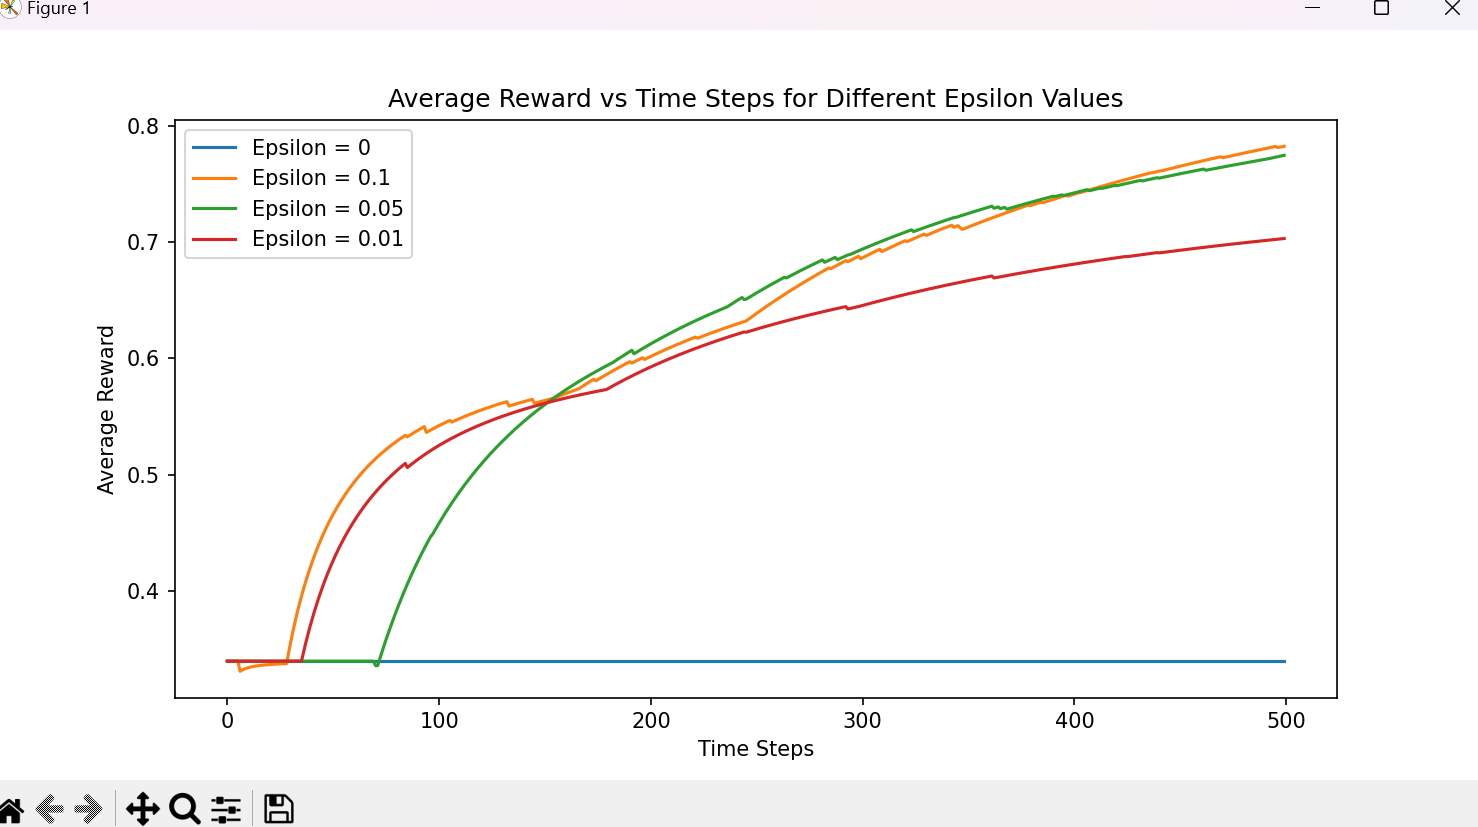 Figure 1
Average Reward vs Time Steps for Different Epsilon Values
Epsilon = 0
Epsilon = 0.1
Epsilon = 0.05
Epsilon = 0.01
Average Reward
0.8
0.7
0.6
0.5
0.4
0 100 200 300 400 500
Time Steps